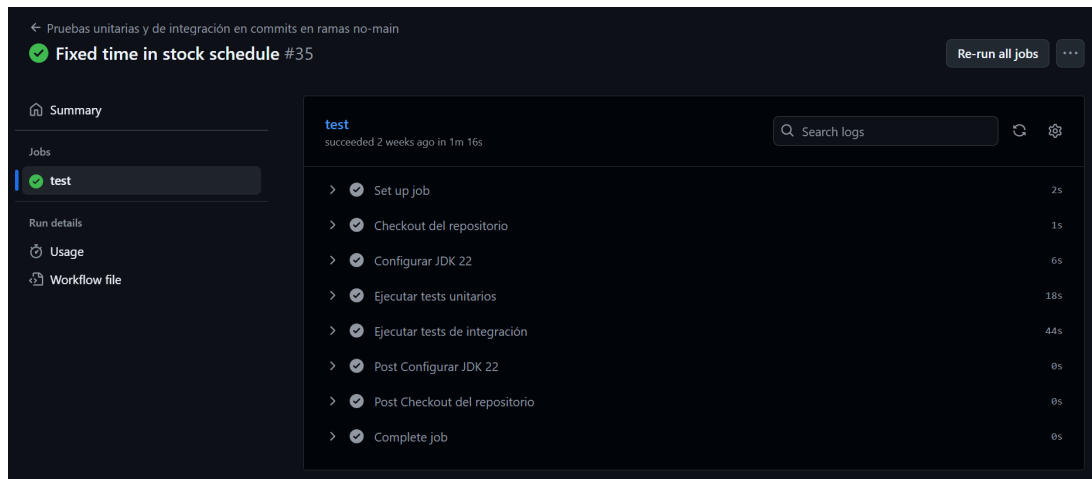 ← Pruebas unitarias y de integración en commits en ramas no-main
Fixed time in stock schedule #35
Re-run all jobs
Summary
Jobs
test
Run details
Usage
Workflow file
test
succeeded 2 weeks ago in 1m 16s
Search logs
Set up job 2s
Checkout del repositorio 1s
Configurar JDK 22 6s
Ejecutar tests unitarios 18s
Ejecutar tests de integración 44s
Post Configurar JDK 22 0s
Post Checkout del repositorio 0s
Complete job 0s